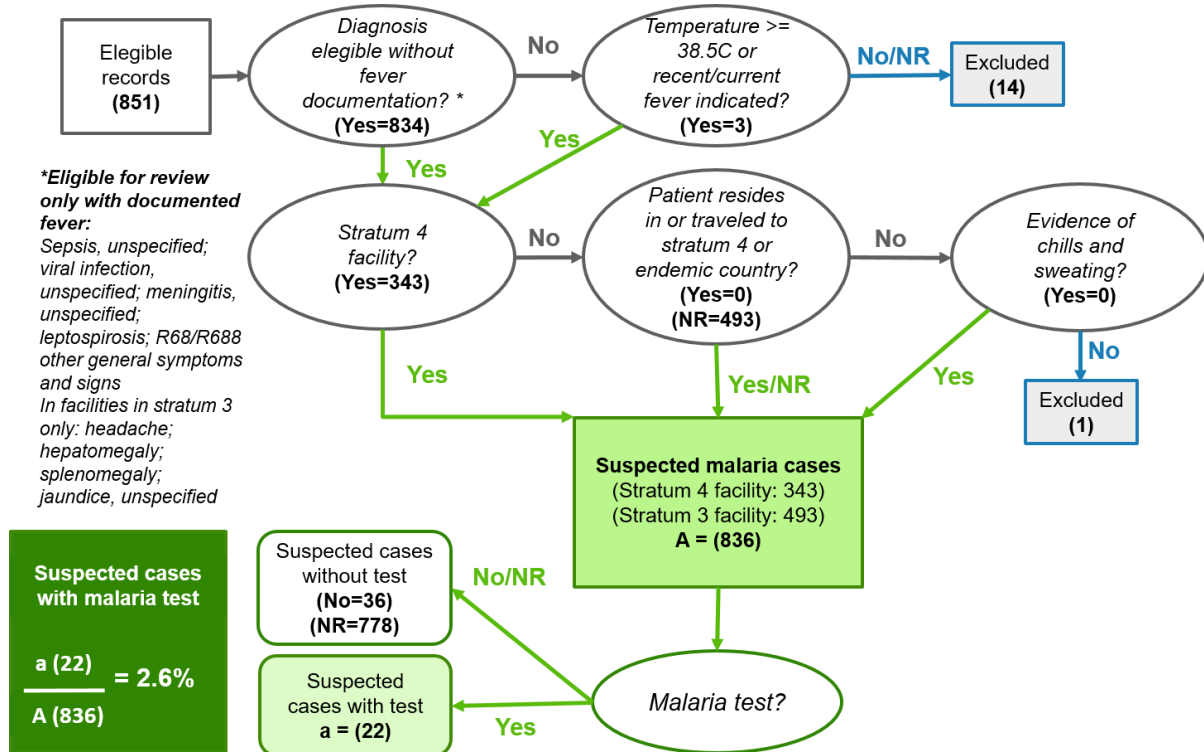 Elegible
records
(851)
Diagnosis
elegible without
fever
documentation? *
(Yes=834)
No
Temperature >=
38.5C or
recent/current
fever indicated?
(Yes=3)
No/NR
Excluded
(14)
Yes
Yes
*Eligible for review
only with documented
fever:
Sepsis, unspecified;
viral infection,
unspecified; meningitis,
unspecified;
leptospirosis; R68/R688
other general symptoms
and signs
In facilities in stratum 3
only: headache;
hepatomegaly;
splenomegaly;
jaundice, unspecified
Stratum 4
facility?
(Yes=343)
No
Patient resides
in or traveled to
stratum 4 or
endemic country?
(Yes=0)
(NR=493)
No
Evidence of
chills and
sweating?
(Yes=0)
Yes
Yes/NR
Yes
No
Excluded
(1)
Suspected malaria cases
(Stratum 4 facility: 343)
(Stratum 3 facility: 493)
A = (836)
Suspected cases
with malaria test
a (22)
= 2.6%
A (836)
Suspected cases
without test
(No=36)
(NR=778)
No/NR
Suspected
cases with test
a = (22)
Yes
Malaria test?